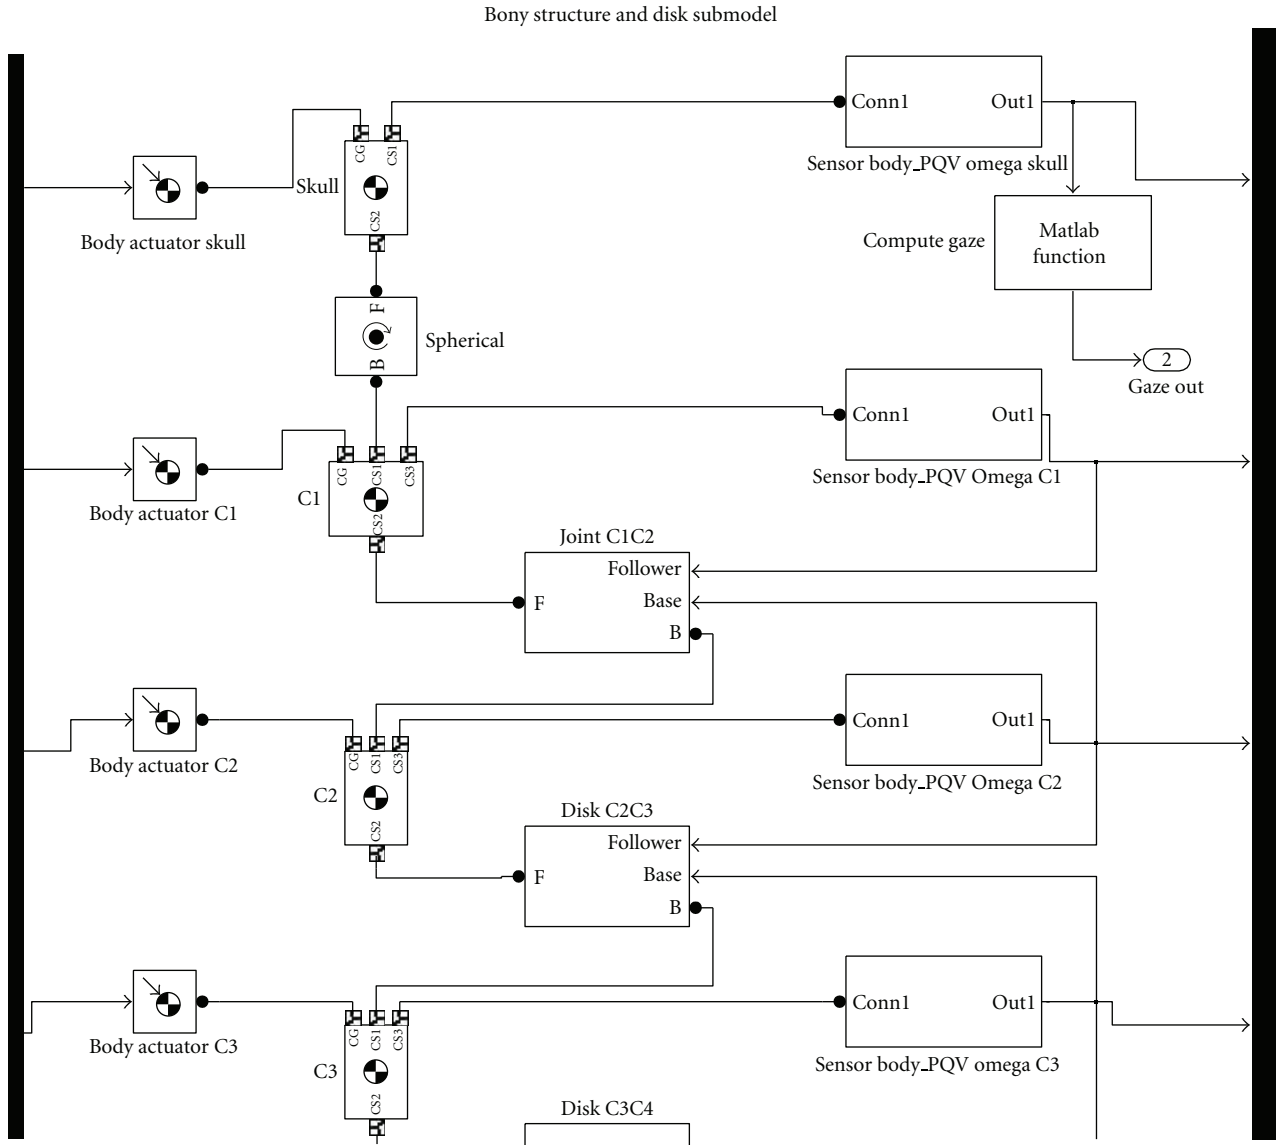 Bony structure and disk submodel
Conn1 Out1
Sensor body_PQV omega skull
CG CS1
Skull
CS2
Body actuator skull
Compute gaze
Matlab
function
F
Spherical
B
2
Gaze out
Conn1 Out1
Sensor body_PQV Omega C1
CG CS1 CS3
C1
CS2
Body actuator C1
Joint C1C2
Follower
F Base
B
Conn1 Out1
Sensor body_PQV Omega C2
CG CS1 CS3
Body actuator C2
C2
CS2
Disk C2C3
Follower
F Base
B
Conn1 Out1
Sensor body_PQV omega C3
CG CS1 CS3
Body actuator C3
C3
CS2
Disk C3C4